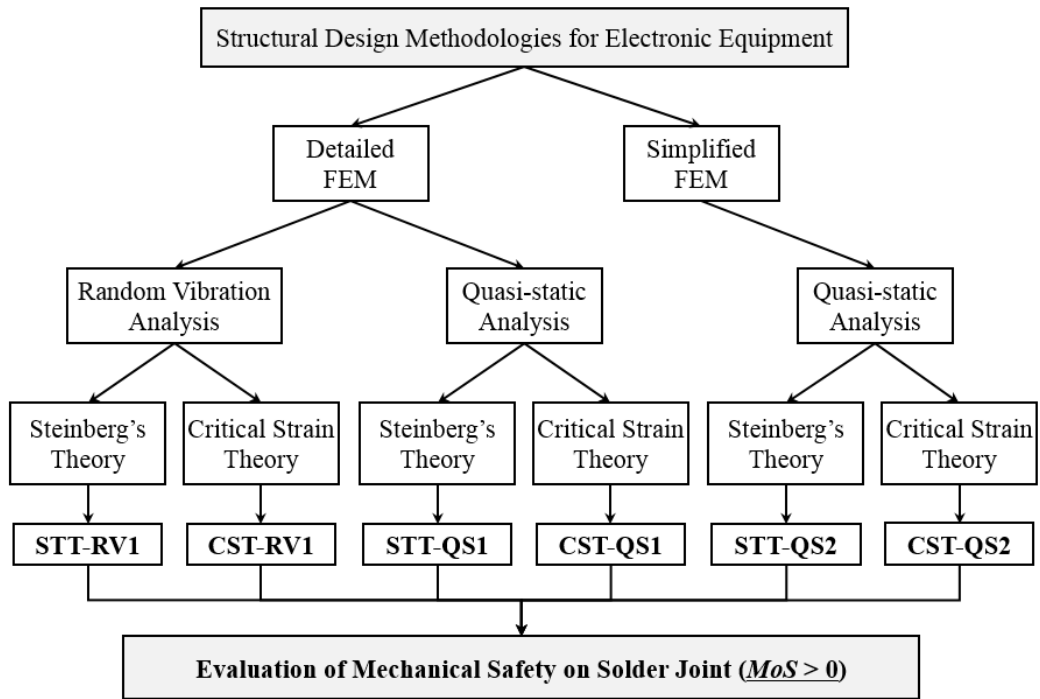 Structural Design Methodologies for Electronic Equipment
Detailed
FEM
Simplified
FEM
Random Vibration
Analysis
Quasi-static
Analysis
Quasi-static
Analysis
Steinberg’s
Theory
Critical Strain
Theory
Steinberg’s
Theory
Critical Strain
Theory
Steinberg’s
Theory
Critical Strain
Theory
STT-RV1
CST-RV1
STT-QS1
CST-QS1
STT-QS2
CST-QS2
Evaluation of Mechanical Safety on Solder Joint (MoS > 0)